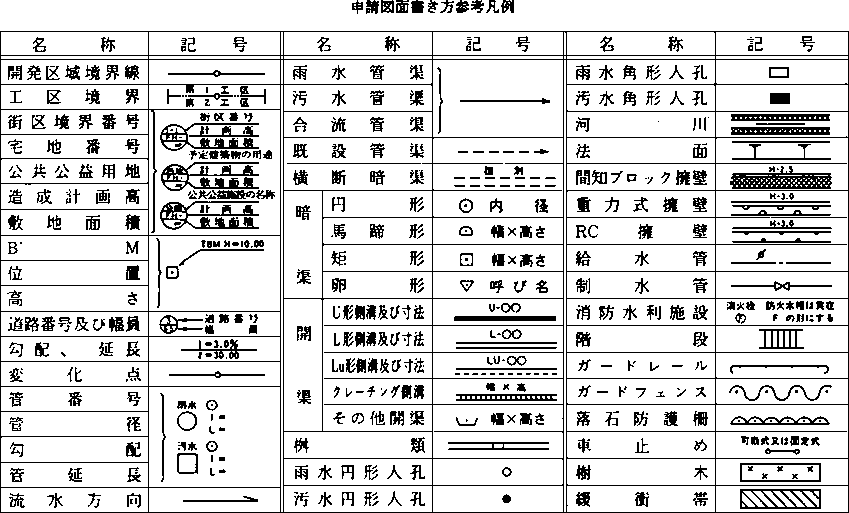 申請図面書き方参考凡例
名称 記号
開発区域境界線
工区境界 第1工区
第2工区
街区境界番号 街区番号
計画高
敷地面積
宅地番号 予定建築物の用途
公共公益用地 計画高
敷地面積
造成計画高 公共公益施設の名称
計画高
敷地面積 敷地面積
B M TBM H=10.00
位置
高さ
道路番号及び幅員 道路番号
幅員
勾配、延長 I=3.0%
ℓ=30.00
変化点
管番号 雨水
管径 I=
L=
勾配 汚水
I=
管延長 L=
流水方向
名称 記号
雨水管渠
汚水管渠
合流管渠
既設管渠
横断暗渠
暗渠
円形 内径
馬蹄形 幅×高さ
矩形 幅×高さ
卵形 呼び名
開渠
U形側溝及び寸法 U-○○
L形側溝及び寸法 L-○○
Lu形側溝及び寸法 LU-○○
クレーチング側溝 幅×高
その他開渠 幅×高さ
桝類
雨水円形人孔
汚水円形人孔
名称 記号
雨水角形人孔
汚水角形人孔
河川
法面
間知ブロック擁壁 H-2.5
重力式擁壁 H-3.0
RC擁壁 H-3.0
給水管
制水管
消防水利施設 消火栓 防火水槽は実在
の形にする
階段
ガードレール
ガードフェンス
落石防護柵
車止め 可動式又は固定式
樹木
緩衝帯